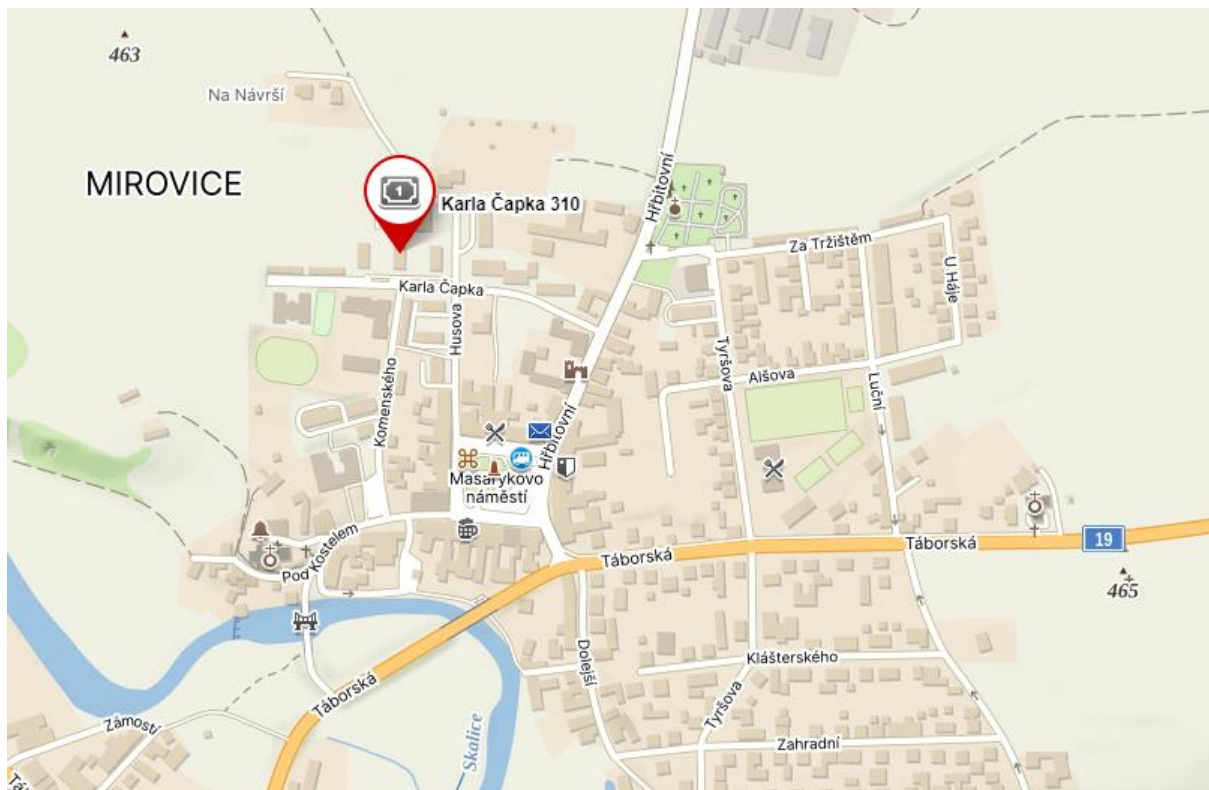 463
Na Návrší
MIROVICE
1
Karla Čapka 310
Hřbitovní
Za Tržištěm
U Háje
Karla Čapka
Husova
Komenského
Tyršova
Alšova
Luční
Hřbitovní
Masarykovo
náměstí
Pod Kostelem
Táborská
Táborská
19
465
Dolejší
Klášterského
Táborská
Tyršova
Zámostí
Skalice
Zahradní